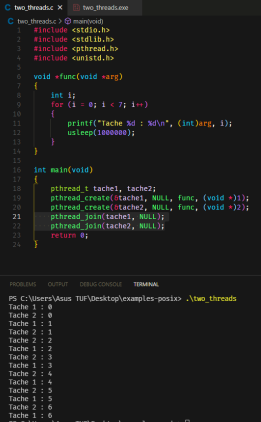 two_threads.c
two_threads.exe
two_threads.c > main(void)
1 #include <stdio.h>
2 #include <stdlib.h>
3 #include <pthread.h>
4 #include <unistd.h>
5
6 void *func(void *arg)
7 {
8 int i;
9 for (i = 0; i < 7; i++)
10 {
11 printf("Tache %d : %d\n", (int)arg, i);
12 usleep(1000000);
13 }
14 }
15
16 int main(void)
17 {
18 pthread_t tache1, tache2;
19 pthread_create(&tache1, NULL, func, (void *)1);
20 pthread_create(&tache2, NULL, func, (void *)2);
21 pthread_join(tache1, NULL);
22 pthread_join(tache2, NULL);
23 return 0;
24 }
PROBLEMS OUTPUT DEBUG CONSOLE TERMINAL
PS C:\Users\Asus TUF\Desktop\examples-posix> .\two_threads
Tache 1 : 0
Tache 2 : 0
Tache 1 : 1
Tache 2 : 1
Tache 2 : 2
Tache 1 : 2
Tache 2 : 3
Tache 1 : 3
Tache 2 : 4
Tache 1 : 4
Tache 2 : 5
Tache 1 : 5
Tache 2 : 6
Tache 1 : 6